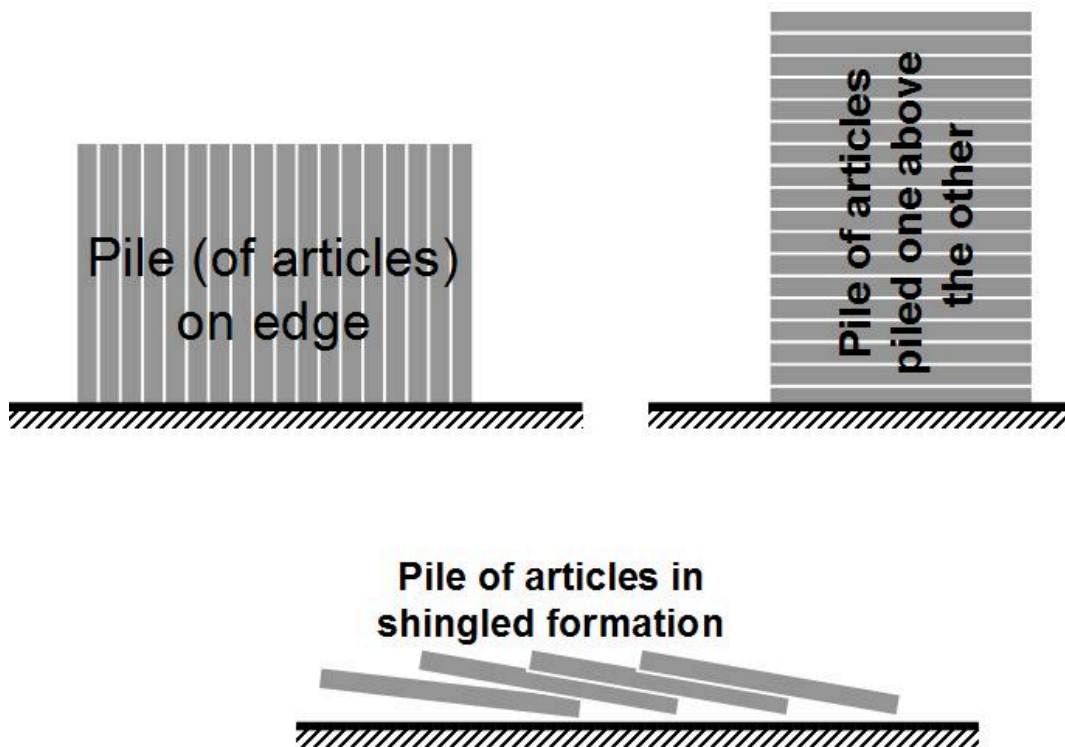 Pile (of articles)
on edge
Pile of articles
piled one above
the other
Pile of articles in
shingled formation